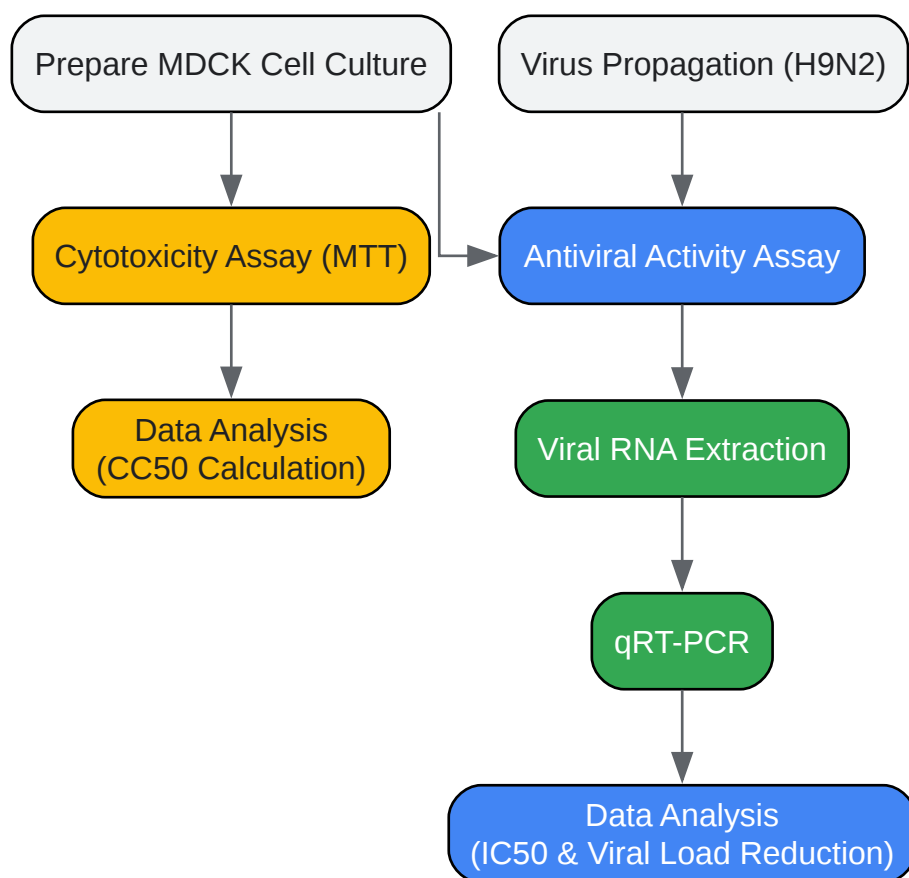 Prepare MDCK Cell Culture
Virus Propagation (H9N2)
Cytotoxicity Assay (MTT)
Antiviral Activity Assay
Data Analysis
(CC50 Calculation)
Viral RNA Extraction
qRT-PCR
Data Analysis
(IC50 & Viral Load Reduction)